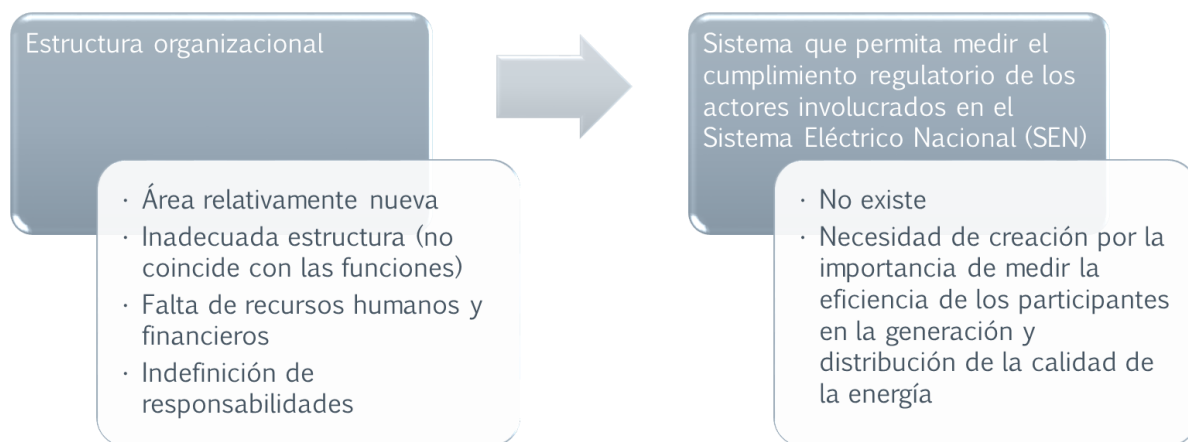 Estructura organizacional
· Área relativamente nueva
· Inadecuada estructura (no
coincide con las funciones)
· Falta de recursos humanos y
financieros
· Indefinición de
responsabilidades
Sistema que permita medir el
cumplimiento regulatorio de los
actores involucrados en el
Sistema Eléctrico Nacional (SEN)
· No existe
· Necesidad de creación por la
importancia de medir la
eficiencia de los participantes
en la generación y
distribución de la calidad de
la energía